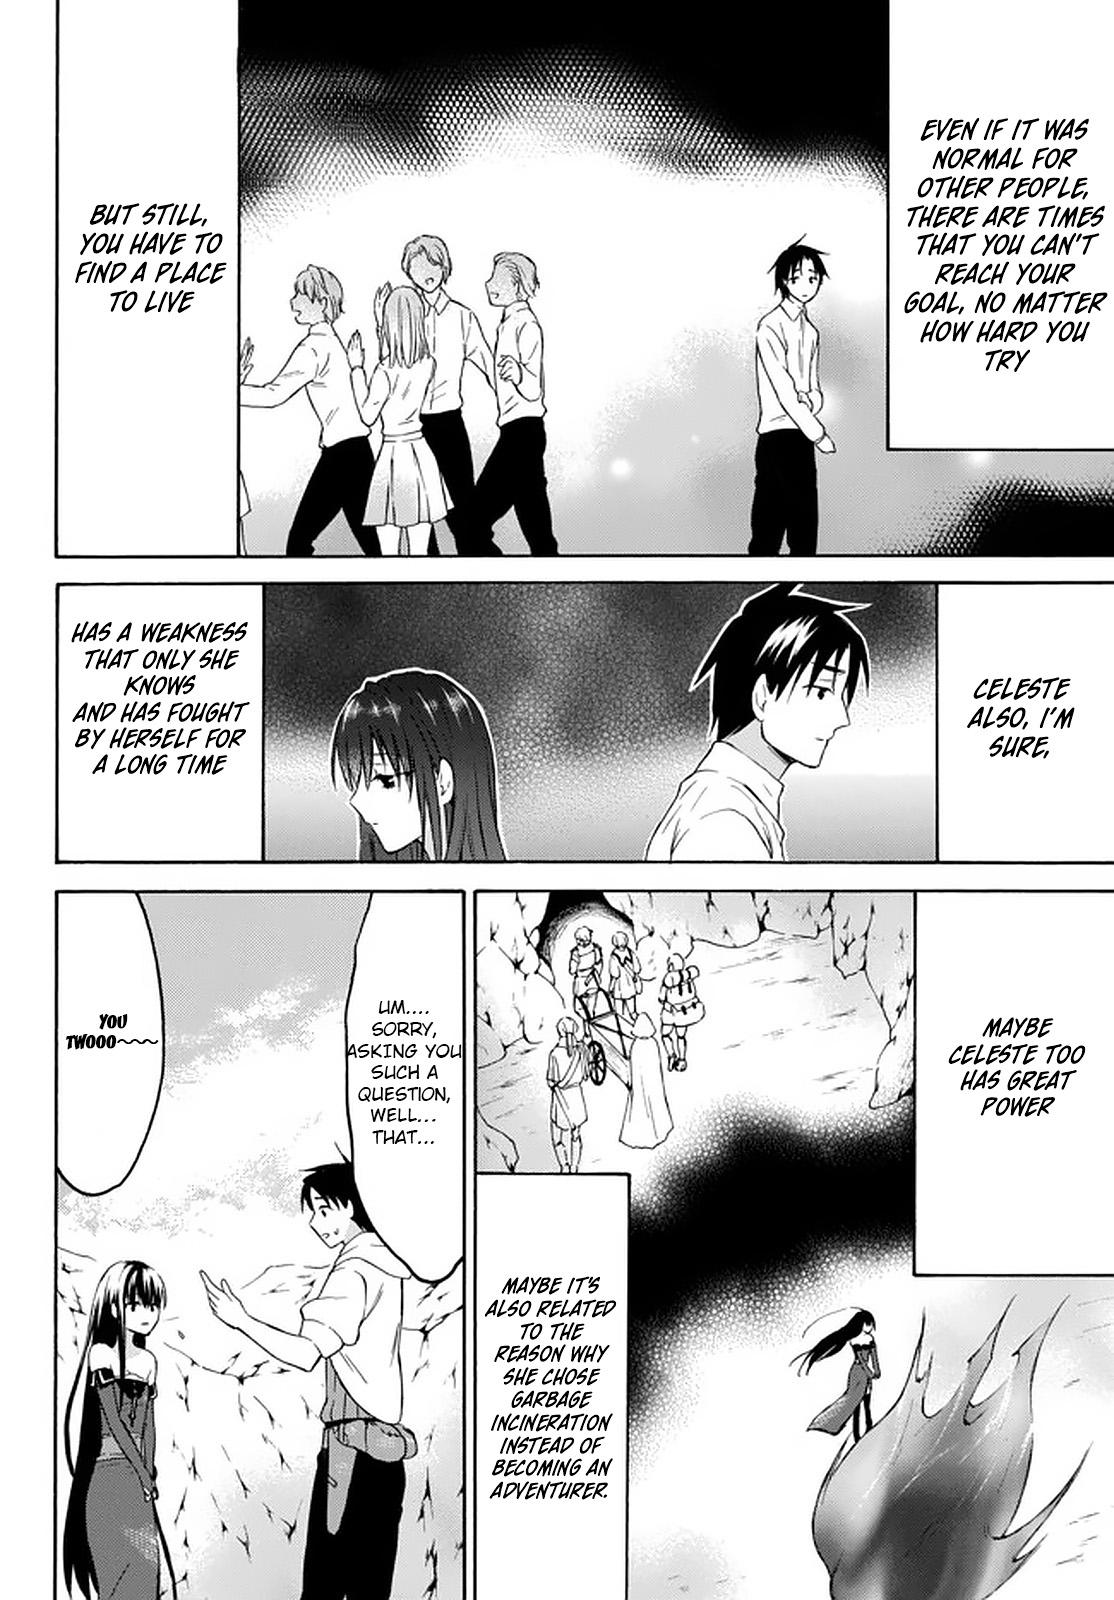 EVEN IF IT WAS
NORMAL FOR
OTHER PEOPLE,
THERE ARE TIMES
THAT YOU CAN'T
REACH YOUR
GOAL, NO MATTER
HOW HARD YOU
TRY
BUT STILL,
YOU HAVE TO
FIND A PLACE
TO LIVE
CELESTE
ALSO, I'M
SURE,
HAS A WEAKNESS
THAT ONLY SHE
KNOWS
AND HAS FOUGHT
BY HERSELF FOR
A LONG TIME
MAYBE
CELESTE TOO
HAS GREAT
POWER
MAYBE IT'S
ALSO RELATED
TO THE
REASON WHY
SHE CHOSE
GARBAGE
INCINERATION
INSTEAD OF
BECOMING AN
ADVENTURER.
UM....
SORRY,
ASKING YOU
SUCH A
QUESTION,
WELL...
THAT...
YOU
TWOOO~~~